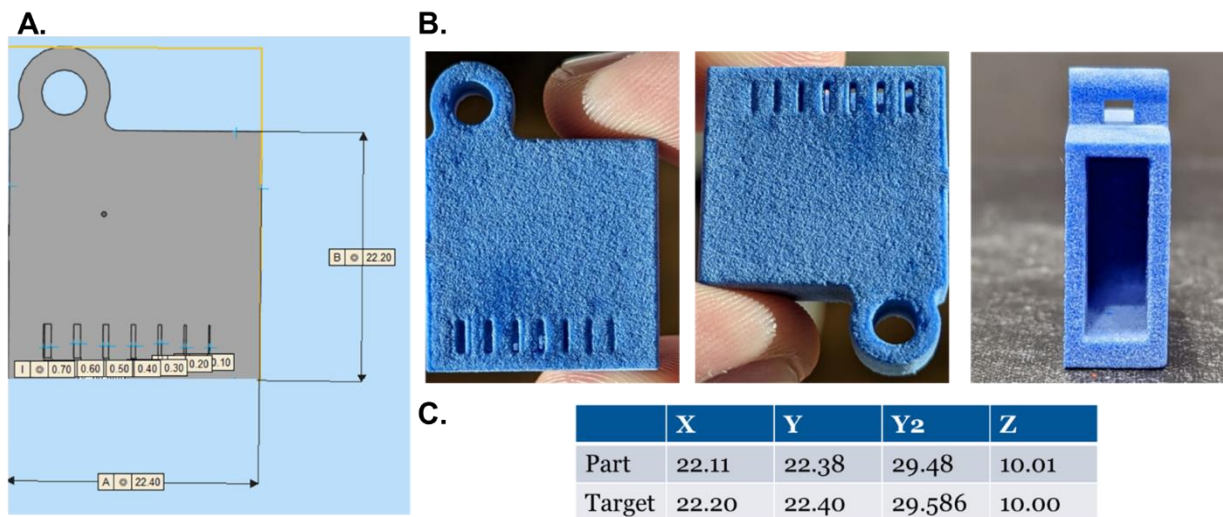 A.
B.
B ⌾ 22.20
I ⌾ 0.70 0.60 0.50 0.40 0.30 0.20 0.10
A ⌾ 22.40
C.
X Y Y2 Z
Part 22.11 22.38 29.48 10.01
Target 22.20 22.40 29.586 10.00